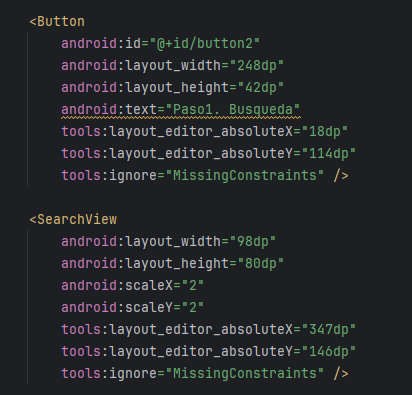 <Button
android:id="@+id/button2"
android:layout_width="248dp"
android:layout_height="42dp"
android:text="Paso1. Busqueda"
tools:layout_editor_absoluteX="18dp"
tools:layout_editor_absoluteY="114dp"
tools:ignore="MissingConstraints" />
<SearchView
android:layout_width="98dp"
android:layout_height="80dp"
android:scaleX="2"
android:scaleY="2"
tools:layout_editor_absoluteX="347dp"
tools:layout_editor_absoluteY="146dp"
tools:ignore="MissingConstraints" />